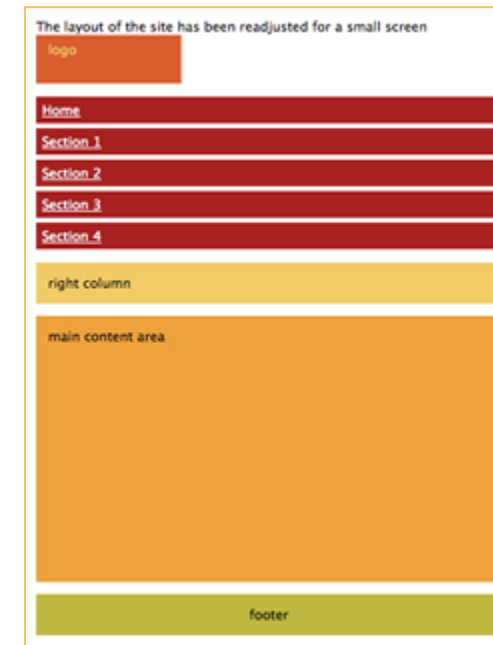 The layout of the site has been readjusted for a small screen
logo
Home
Section 1
Section 2
Section 3
Section 4
right column
main content area
footer